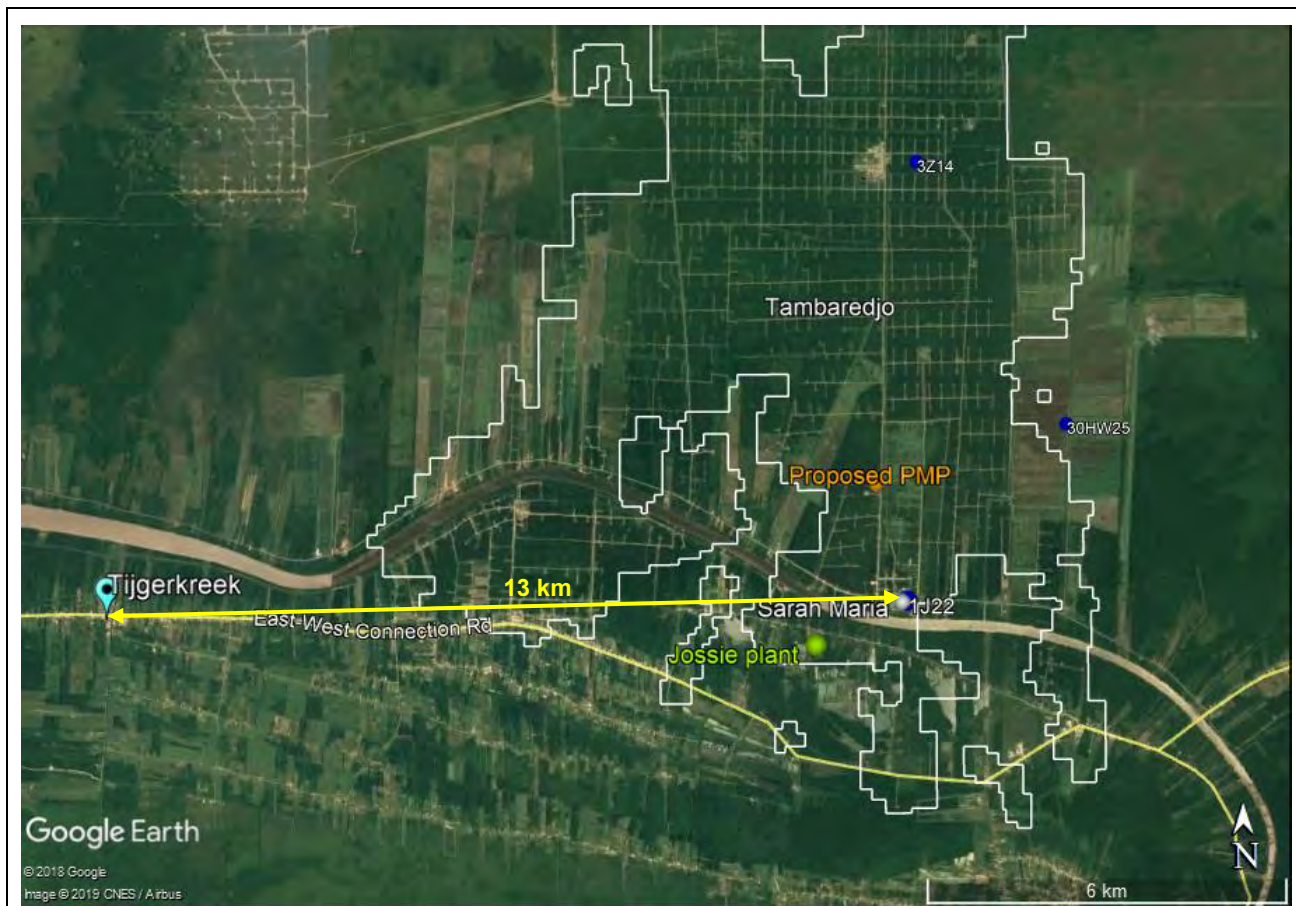 3Z14
Tambaredjo
30HW25
Proposed PMP
Tijgerkreek
13 km
Sarah Maria
1J22
East-West Connection Rd
Jossie plant
Google Earth
© 2018 Google
Image © 2019 CNES / Airbus
N
6 km